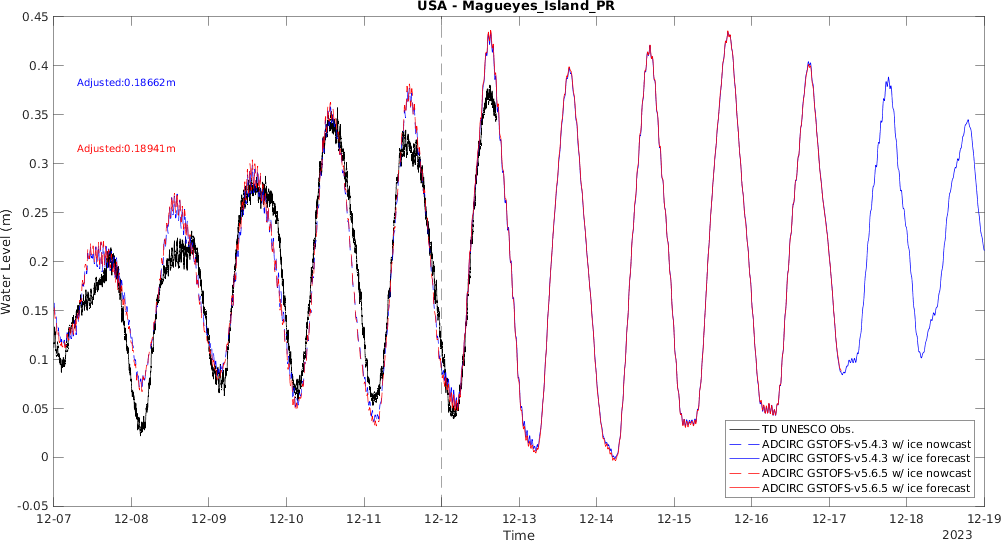 USA - Magueyes_Island_PR
0.45
0.4
0.35
0.3
0.25
0.2
0.15
0.1
0.05
0
-0.05
Water Level (m)
Adjusted:0.18662m
Adjusted:0.18941m
TD UNESCO Obs.
ADCIRC GSTOFS-v5.4.3 w/ ice nowcast
ADCIRC GSTOFS-v5.4.3 w/ ice forecast
ADCIRC GSTOFS-v5.6.5 w/ ice nowcast
ADCIRC GSTOFS-v5.6.5 w/ ice forecast
12-07 12-08 12-09 12-10 12-11 12-12 12-13 12-14 12-15 12-16 12-17 12-18 12-19
Time
2023